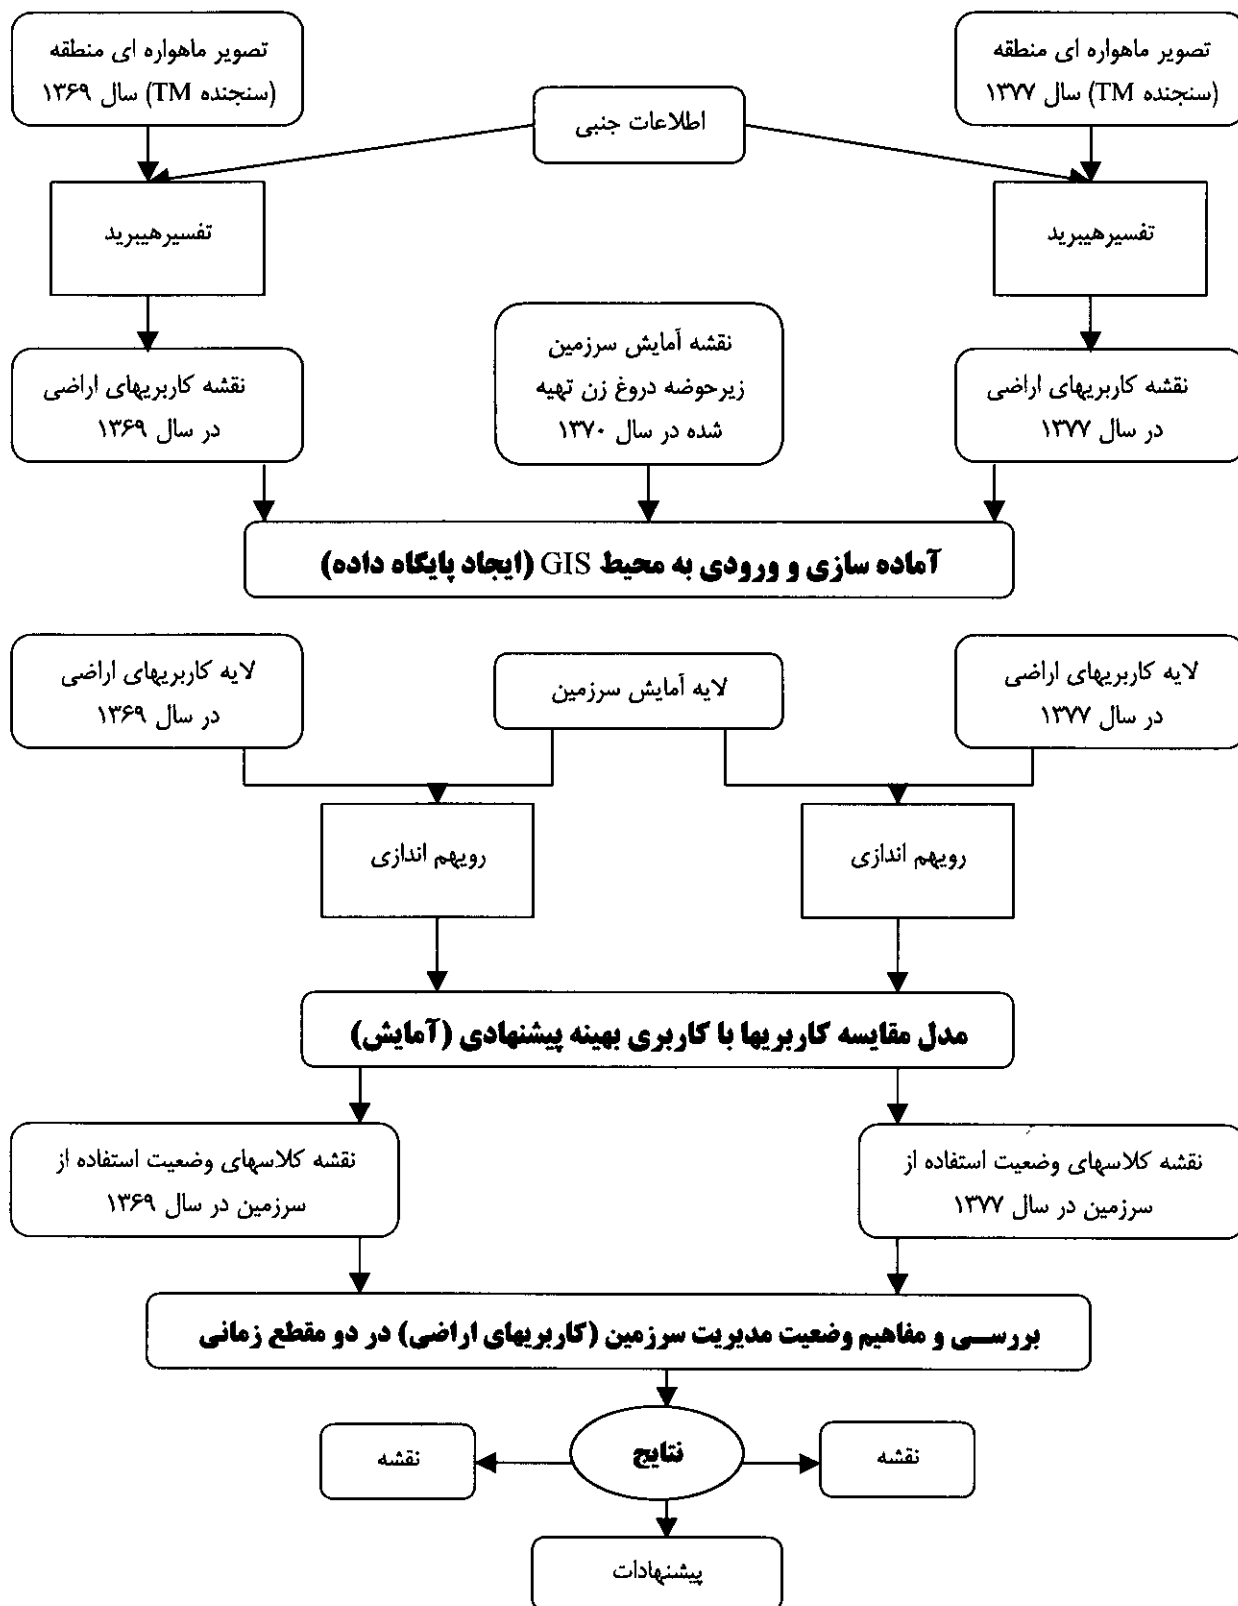 تصویر ماهواره ای منطقه
(سنجنده TM) سال ۱۳۷۷
تصویر ماهواره ای منطقه
(سنجنده TM) سال ۱۳۶۹
اطلاعات جنبی
تفسیرهیبرید
تفسیرهیبرید
نقشه کاربریهای اراضی
در سال ۱۳۷۷
نقشه آمایش سرزمین
زیرحوضه دروغ زن تهیه
شده در سال ۱۳۷۰
نقشه کاربریهای اراضی
در سال ۱۳۶۹
آماده سازی و ورودی به محیط GIS (ایجاد پایگاه داده)
لایه کاربریهای اراضی
در سال ۱۳۷۷
لایه آمایش سرزمین
لایه کاربریهای اراضی
در سال ۱۳۶۹
رویهم اندازی
رویهم اندازی
مدل مقایسه کاربریها با کاربری بهینه پیشنهادی (آمایش)
نقشه کلاسهای وضعیت استفاده از
سرزمین در سال ۱۳۷۷
نقشه کلاسهای وضعیت استفاده از
سرزمین در سال ۱۳۶۹
بررسی و مفاهیم وضعیت مدیریت سرزمین (کاربریهای اراضی) در دو مقطع زمانی
نقشه
نتایج
نقشه
پیشنهادات